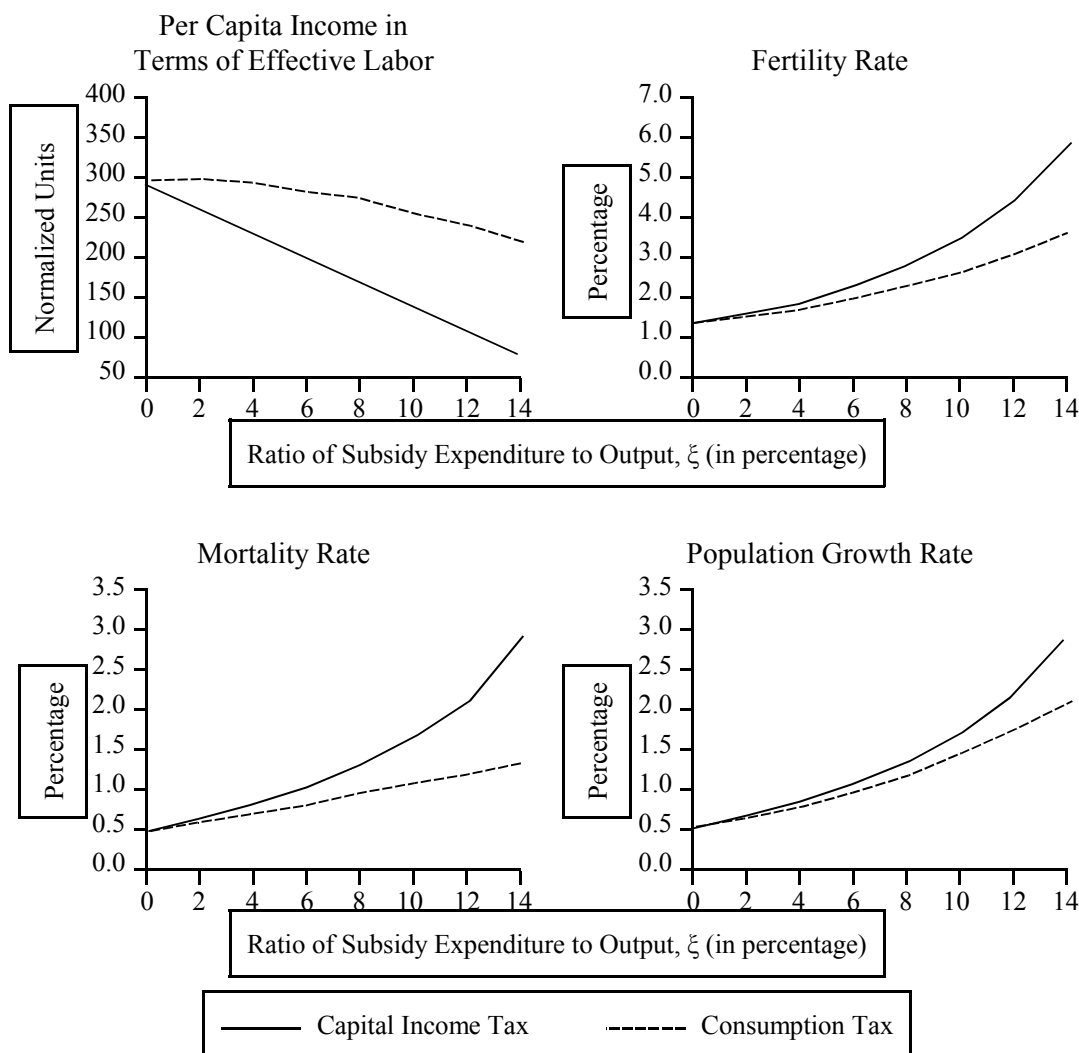 Per Capita Income in
Terms of Effective Labor
Normalized Units
400
350
300
250
200
150
100
50
0 2 4 6 8 10 12 14
Fertility Rate
Percentage
7.0
6.0
5.0
4.0
3.0
2.0
1.0
0.0
0 2 4 6 8 10 12 14
Ratio of Subsidy Expenditure to Output, ξ (in percentage)
Mortality Rate
Percentage
3.5
3.0
2.5
2.0
1.5
1.0
0.5
0.0
0 2 4 6 8 10 12 14
Population Growth Rate
Percentage
3.5
3.0
2.5
2.0
1.5
1.0
0.5
0.0
0 2 4 6 8 10 12 14
Ratio of Subsidy Expenditure to Output, ξ (in percentage)
Capital Income Tax
Consumption Tax